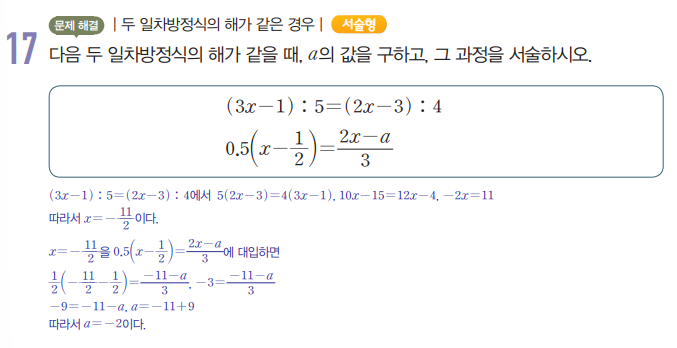 문제 해결 | 두 일차방정식의 해가 같은 경우 | 서술형
17 다음 두 일차방정식의 해가 같을 때, a의 값을 구하고, 그 과정을 서술하시오.
(3x-1) : 5=(2x-3) : 4
0.5(x-1/2)=(2x-a)/3
(3x-1) : 5=(2x-3) : 4에서 5(2x-3)=4(3x-1), 10x-15=12x-4, -2x=11
따라서 x=-11/2이다.
x=-11/2을 0.5(x-1/2)=(2x-a)/3에 대입하면
1/2(-11/2-1/2)=(-11-a)/3, -3=(-11-a)/3
-9=-11-a, a=-11+9
따라서 a=-2이다.